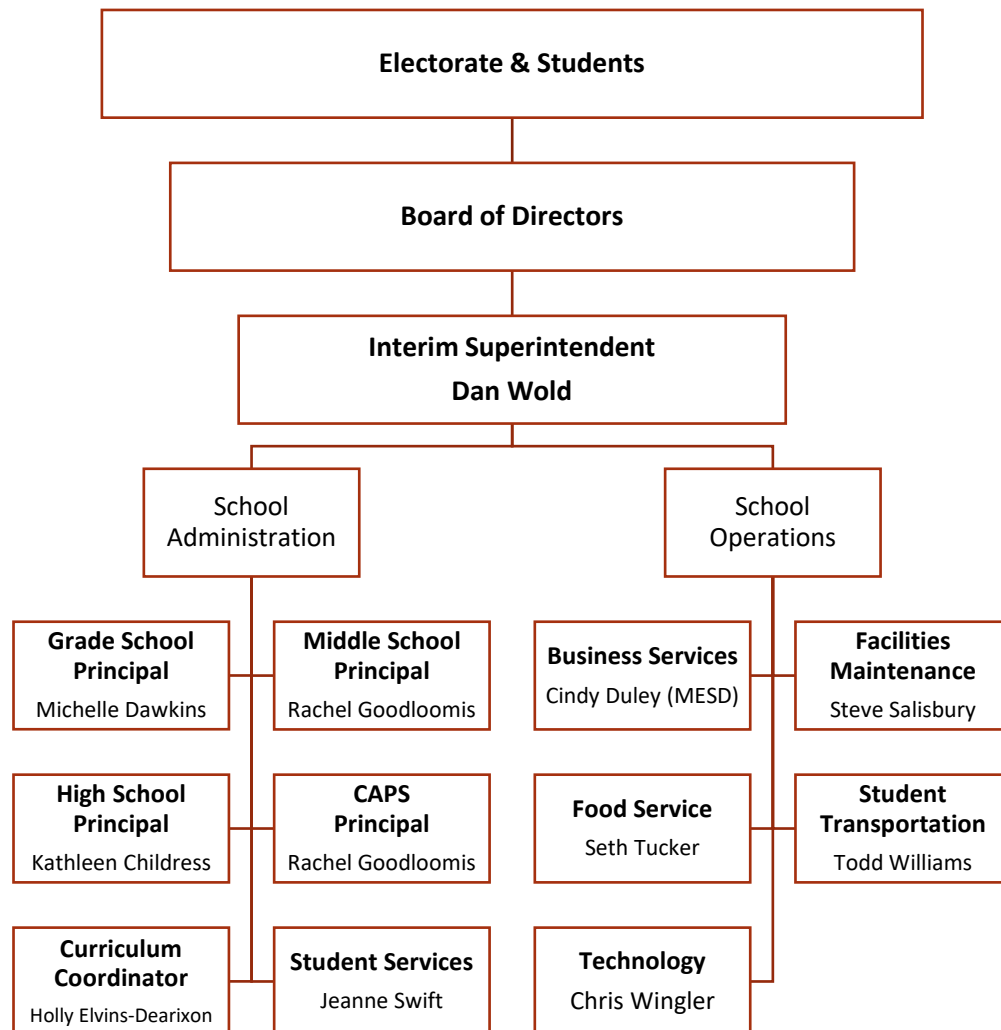 Electorate & Students
Board of Directors
Interim Superintendent
Dan Wold
School
Administration
School
Operations
Grade School
Principal
Michelle Dawkins
Middle School
Principal
Rachel Goodloomis
Business Services
Cindy Duley (MESD)
Facilities
Maintenance
Steve Salisbury
High School
Principal
Kathleen Childress
CAPS
Principal
Rachel Goodloomis
Food Service
Seth Tucker
Student
Transportation
Todd Williams
Curriculum
Coordinator
Holly Elvins-Dearixon
Student Services
Jeanne Swift
Technology
Chris Wingler